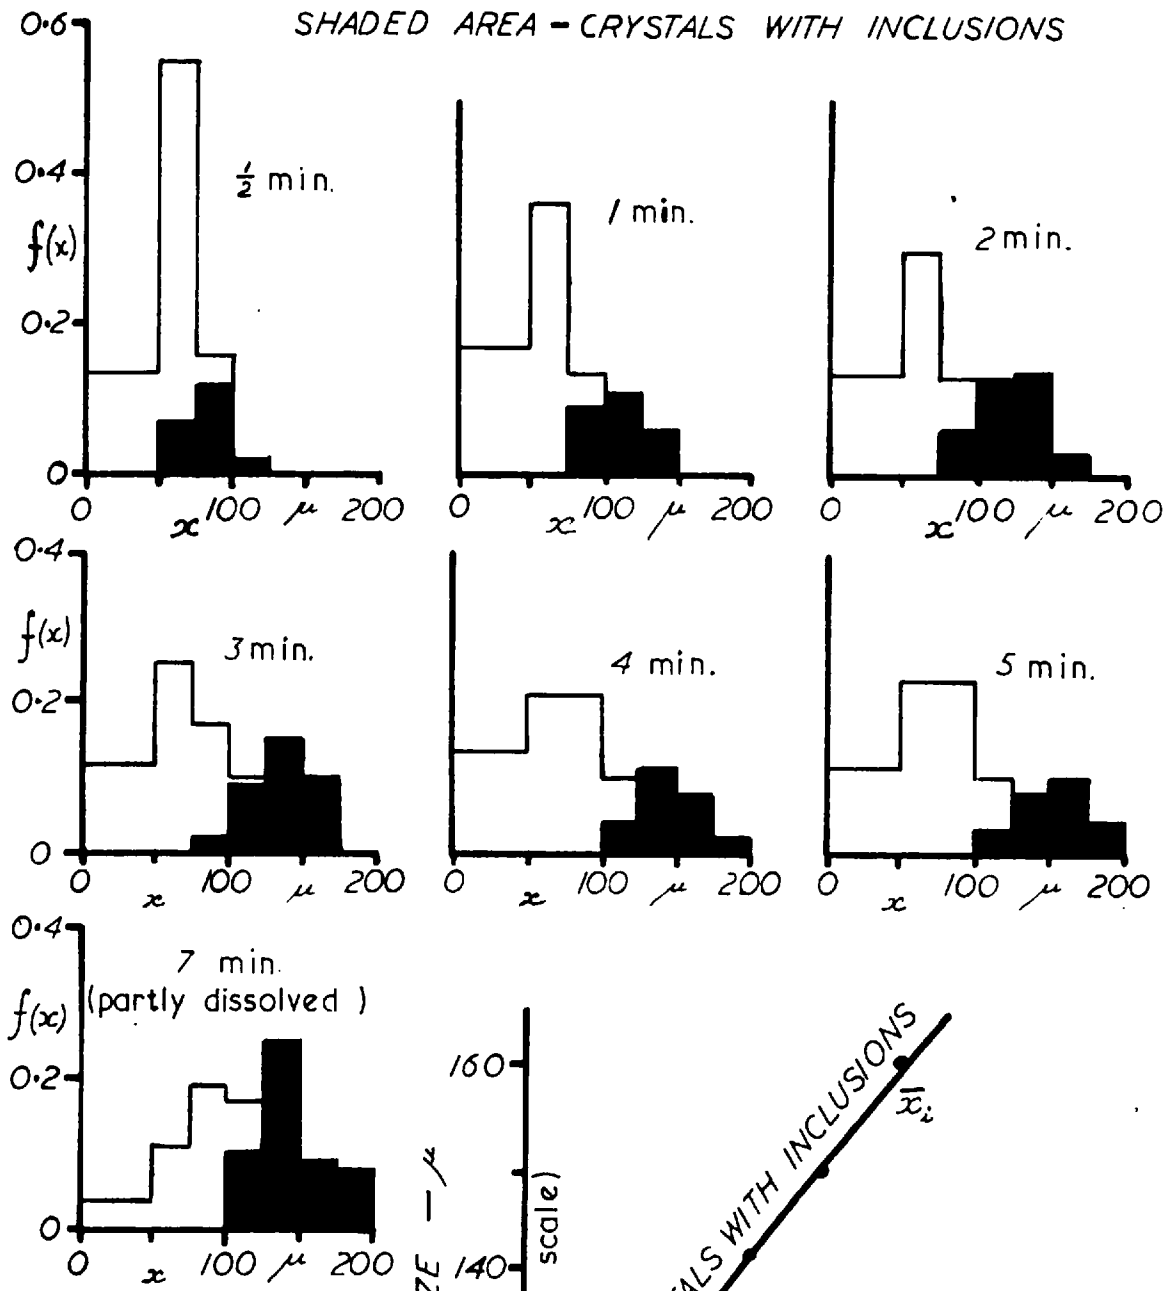 SHADED AREA – CRYSTALS WITH INCLUSIONS
0·6
0·4
f(x)
0·2
0
½ min.
0 x 100 μ 200
1 min.
0 x 100 μ 200
2 min.
0 x 100 μ 200
0·4
f(x)
0·2
0
3 min.
0 x 100 μ 200
4 min.
0 x 100 μ 200
5 min.
0 x 100 μ 200
0·4
f(x)
0·2
0
7 min.
(partly dissolved )
0 x 100 μ 200
160
140
– μ
scale)
WITH INCLUSIONS
x̄i